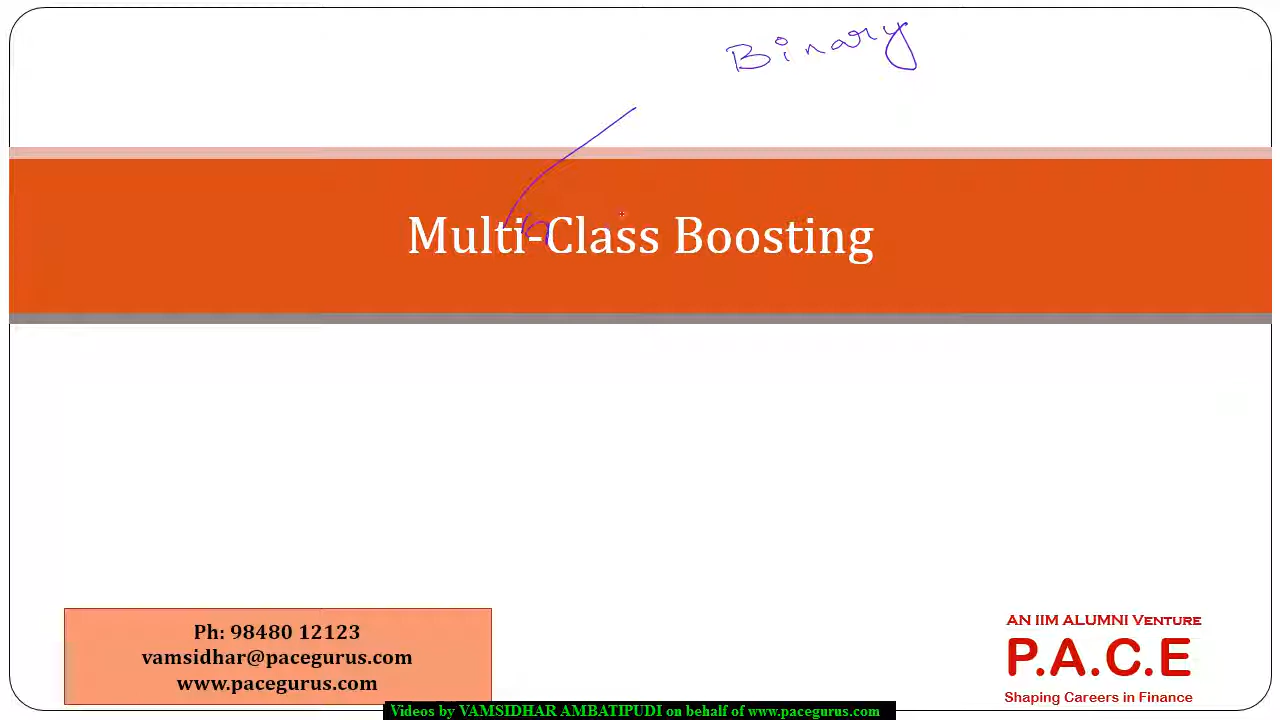 Binary
Multi-Class Boosting
Ph: 98480 12123
vamsidhar@pacegurus.com
www.pacegurus.com
AN IIM ALUMNI VENTURE
P.A.C.E
Shaping Careers in Finance
Videos by VAMSIDHAR AMBATIPUDI on behalf of www.pacegurus.com